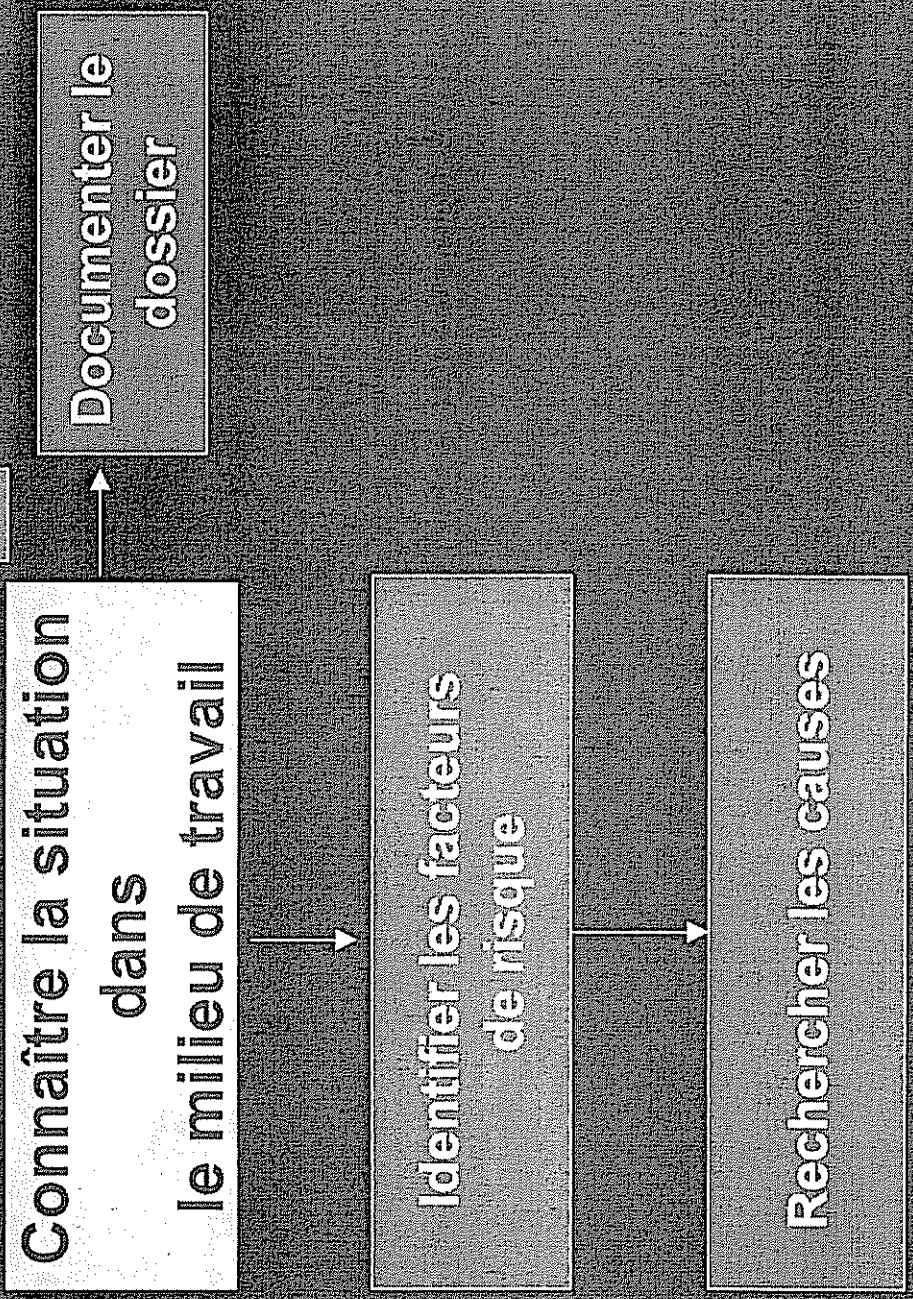 Connaître la situation
dans
le milieu de travail
Documenter le
dossier
Identifier les facteurs
de risque
Rechercher les causes